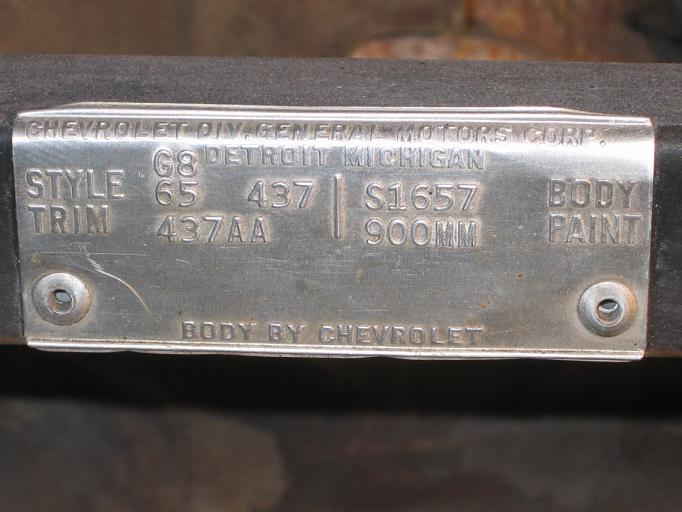 CHEVROLET DIV. GENERAL MOTORS CORP.
DETROIT MICHIGAN
G8
STYLE 65 437 S1657 BODY
TRIM 437AA 900MM PAINT
BODY BY CHEVROLET